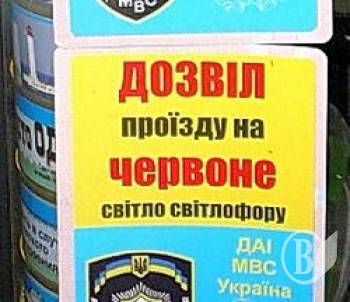 МВС
ДОЗВІЛ
проїзду на
червоне
світло світлофору
ДАІ
МВС
Україна